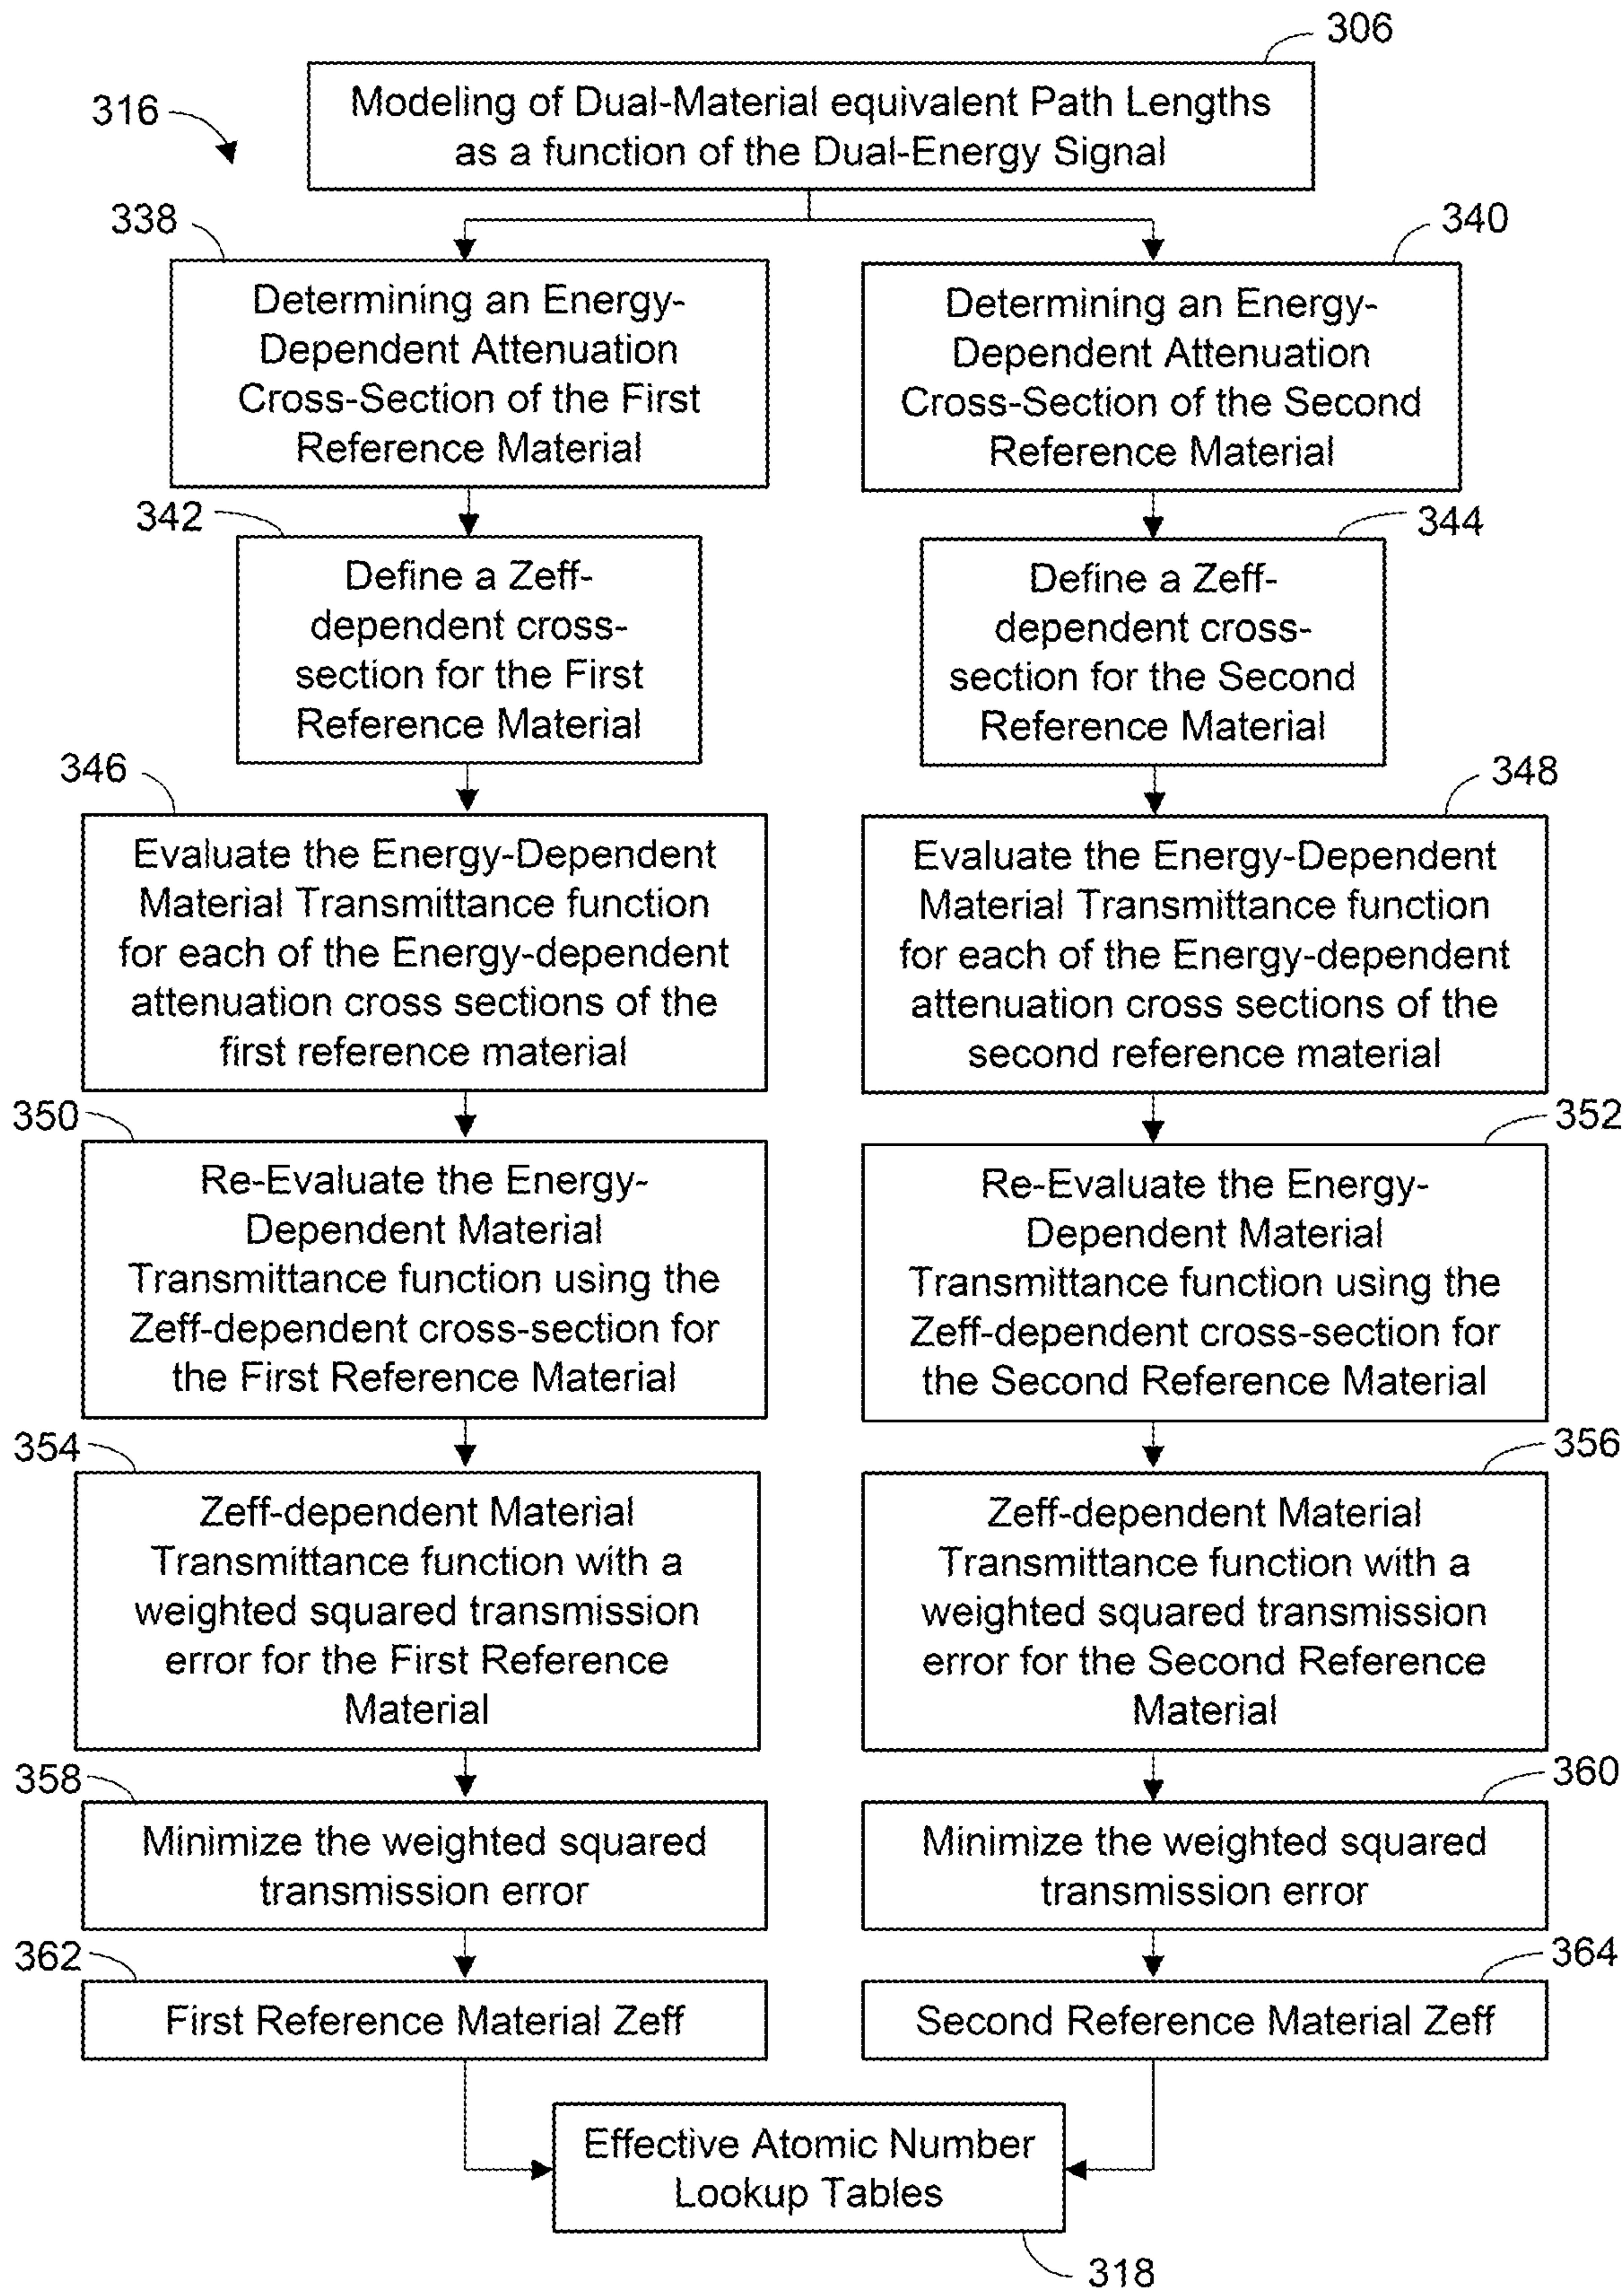 306
316
Modeling of Dual-Material equivalent Path Lengths
as a function of the Dual-Energy Signal
338
340
Determining an Energy-
Dependent Attenuation
Cross-Section of the First
Reference Material
Determining an Energy-
Dependent Attenuation
Cross-Section of the Second
Reference Material
342
344
Define a Zeff-
dependent cross-
section for the First
Reference Material
Define a Zeff-
dependent cross-
section for the Second
Reference Material
346
348
Evaluate the Energy-Dependent
Material Transmittance function
for each of the Energy-dependent
attenuation cross sections of the
first reference material
Evaluate the Energy-Dependent
Material Transmittance function
for each of the Energy-dependent
attenuation cross sections of the
second reference material
350
352
Re-Evaluate the Energy-
Dependent Material
Transmittance function using the
Zeff-dependent cross-section for
the First Reference Material
Re-Evaluate the Energy-
Dependent Material
Transmittance function using the
Zeff-dependent cross-section for
the Second Reference Material
354
356
Zeff-dependent Material
Transmittance function with a
weighted squared transmission
error for the First Reference
Material
Zeff-dependent Material
Transmittance function with a
weighted squared transmission
error for the Second Reference
Material
358
360
Minimize the weighted squared
transmission error
Minimize the weighted squared
transmission error
362
364
First Reference Material Zeff
Second Reference Material Zeff
Effective Atomic Number
Lookup Tables
318